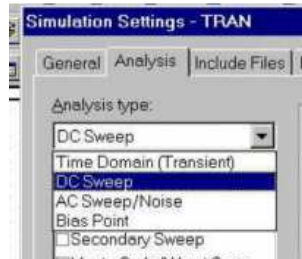 Simulation Settings - TRAN
General Analysis Include Files
Analysis type:
DC Sweep
Time Domain (Transient)
DC Sweep
AC Sweep/Noise
Bias Point
Secondary Sweep